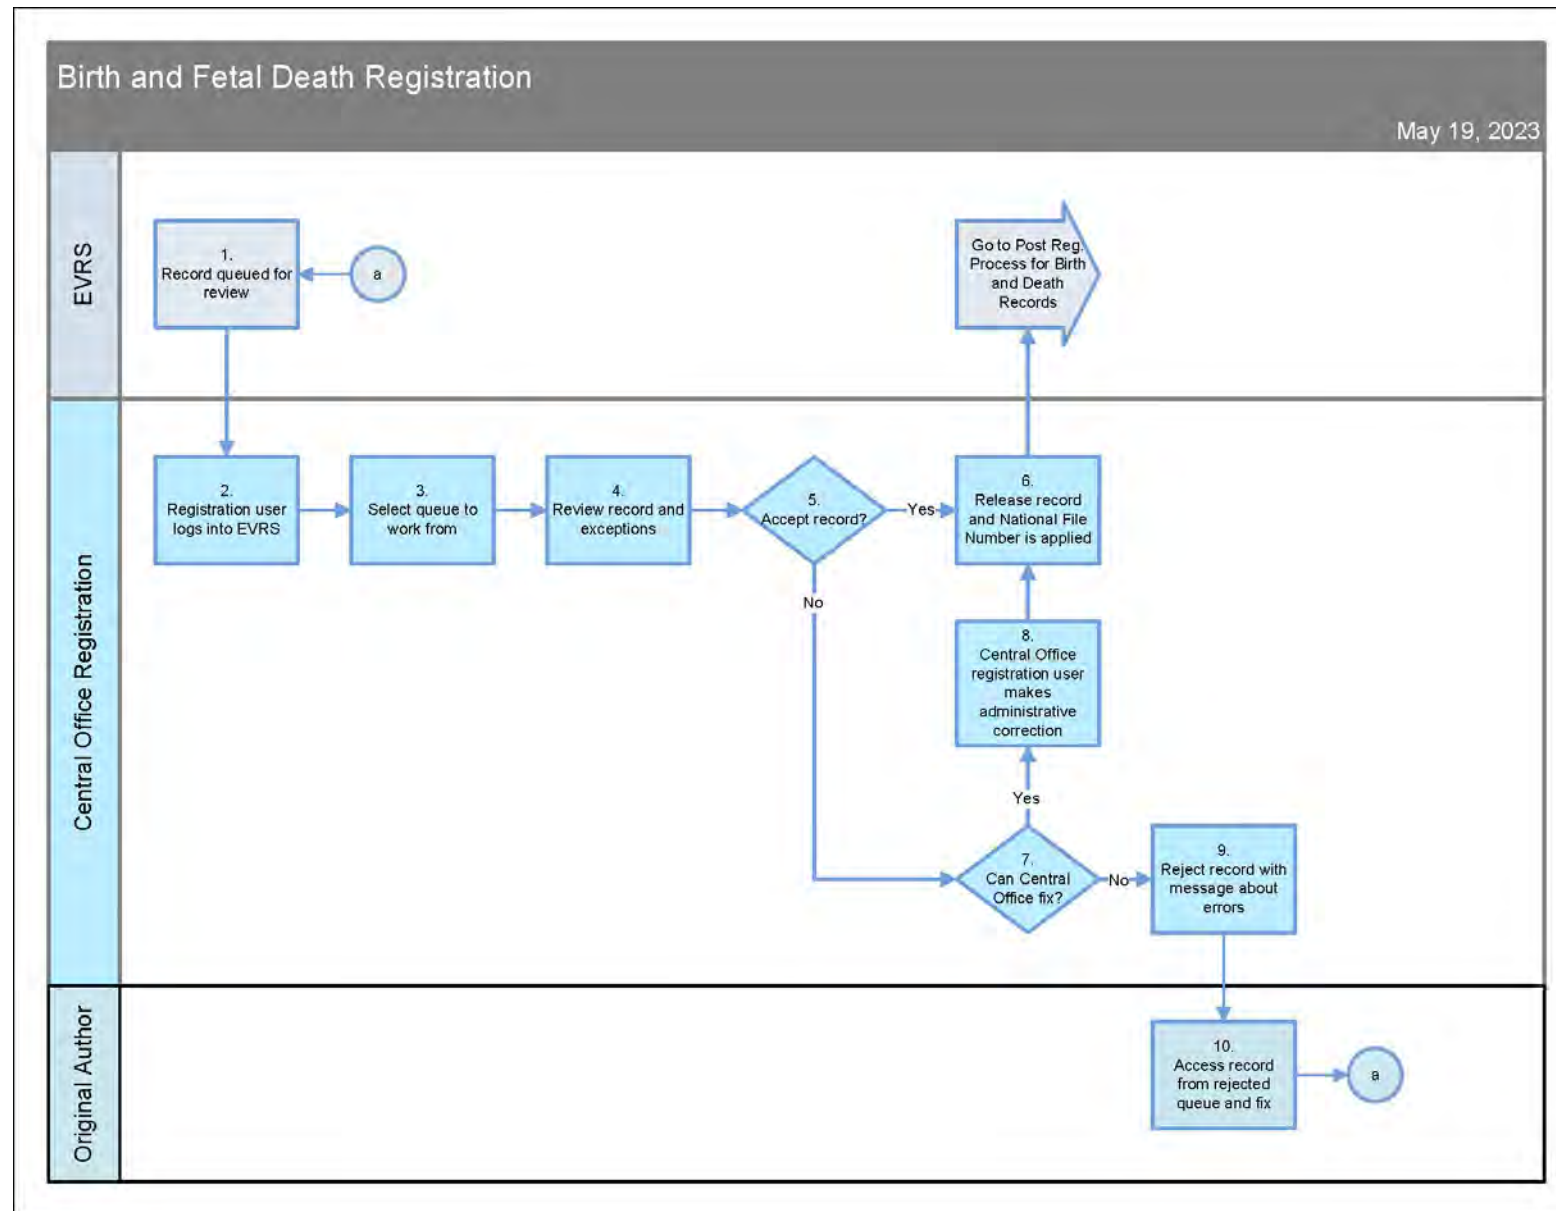 Birth and Fetal Death Registration
May 19, 2023
EVRS
1.
Record queued for
review
a
Go to Post Reg.
Process for Birth
and Death
Records
Central Office Registration
2.
Registration user
logs into EVRS
3.
Select queue to
work from
4.
Review record and
exceptions
5.
Accept record?
Yes
6.
Release record
and National File
Number is applied
No
8.
Central Office
registration user
makes
administrative
correction
Yes
7.
Can Central
Office fix?
No
9.
Reject record with
message about
errors
Original Author
10.
Access record
from rejected
queue and fix
a